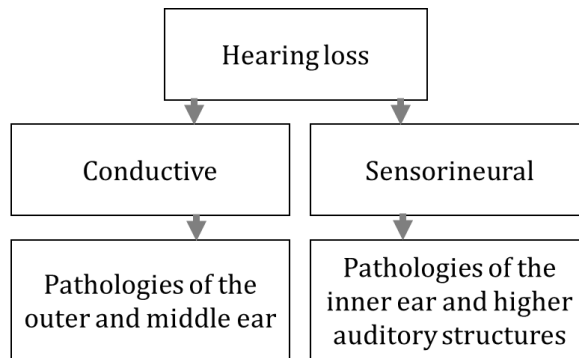 Hearing loss
Conductive
Sensorineural
Pathologies of the
outer and middle ear
Pathologies of the
inner ear and higher
auditory structures